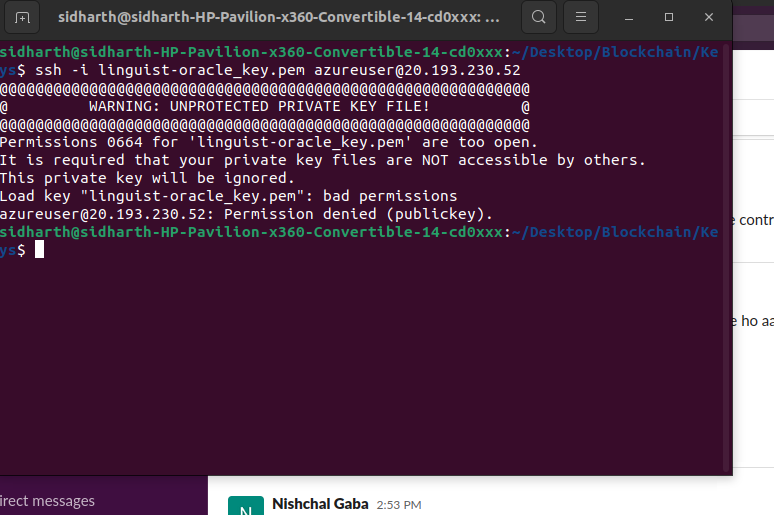 sidharth@sidharth-HP-Pavilion-x360-Convertible-14-cd0xxx: ~...
sidharth@sidharth-HP-Pavilion-x360-Convertible-14-cd0xxx:~/Desktop/Blockchain/Ke
ys$ ssh -i linguist-oracle_key.pem azureuser@20.193.230.52
@@@@@@@@@@@@@@@@@@@@@@@@@@@@@@@@@@@@@@@@@@@@@@@@@@@@@@@@@@@
@         WARNING: UNPROTECTED PRIVATE KEY FILE!          @
@@@@@@@@@@@@@@@@@@@@@@@@@@@@@@@@@@@@@@@@@@@@@@@@@@@@@@@@@@@
Permissions 0664 for 'linguist-oracle_key.pem' are too open.
It is required that your private key files are NOT accessible by others.
This private key will be ignored.
Load key "linguist-oracle_key.pem": bad permissions
azureuser@20.193.230.52: Permission denied (publickey).
sidharth@sidharth-HP-Pavilion-x360-Convertible-14-cd0xxx:~/Desktop/Blockchain/Ke
ys$
e contr
e ho aa
irect messages
N
Nishchal Gaba 2:53 PM